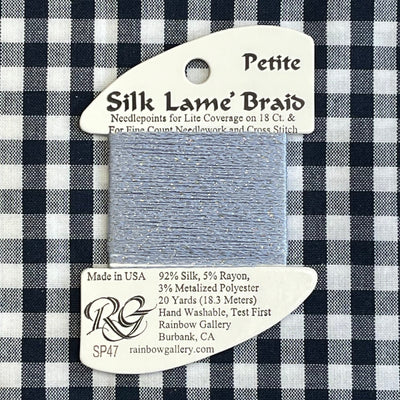 Petite
Silk Lame' Braid
Needlepoints for Lite Coverage on 18 Ct. &
For Fine Count Needlework and Cross Stitch
Made in USA
92% Silk, 5% Rayon,
3% Metalized Polyester
20 Yards (18.3 Meters)
Hand Washable, Test First
Rainbow Gallery
Burbank, CA
RG
SP47
rainbowgallery.com